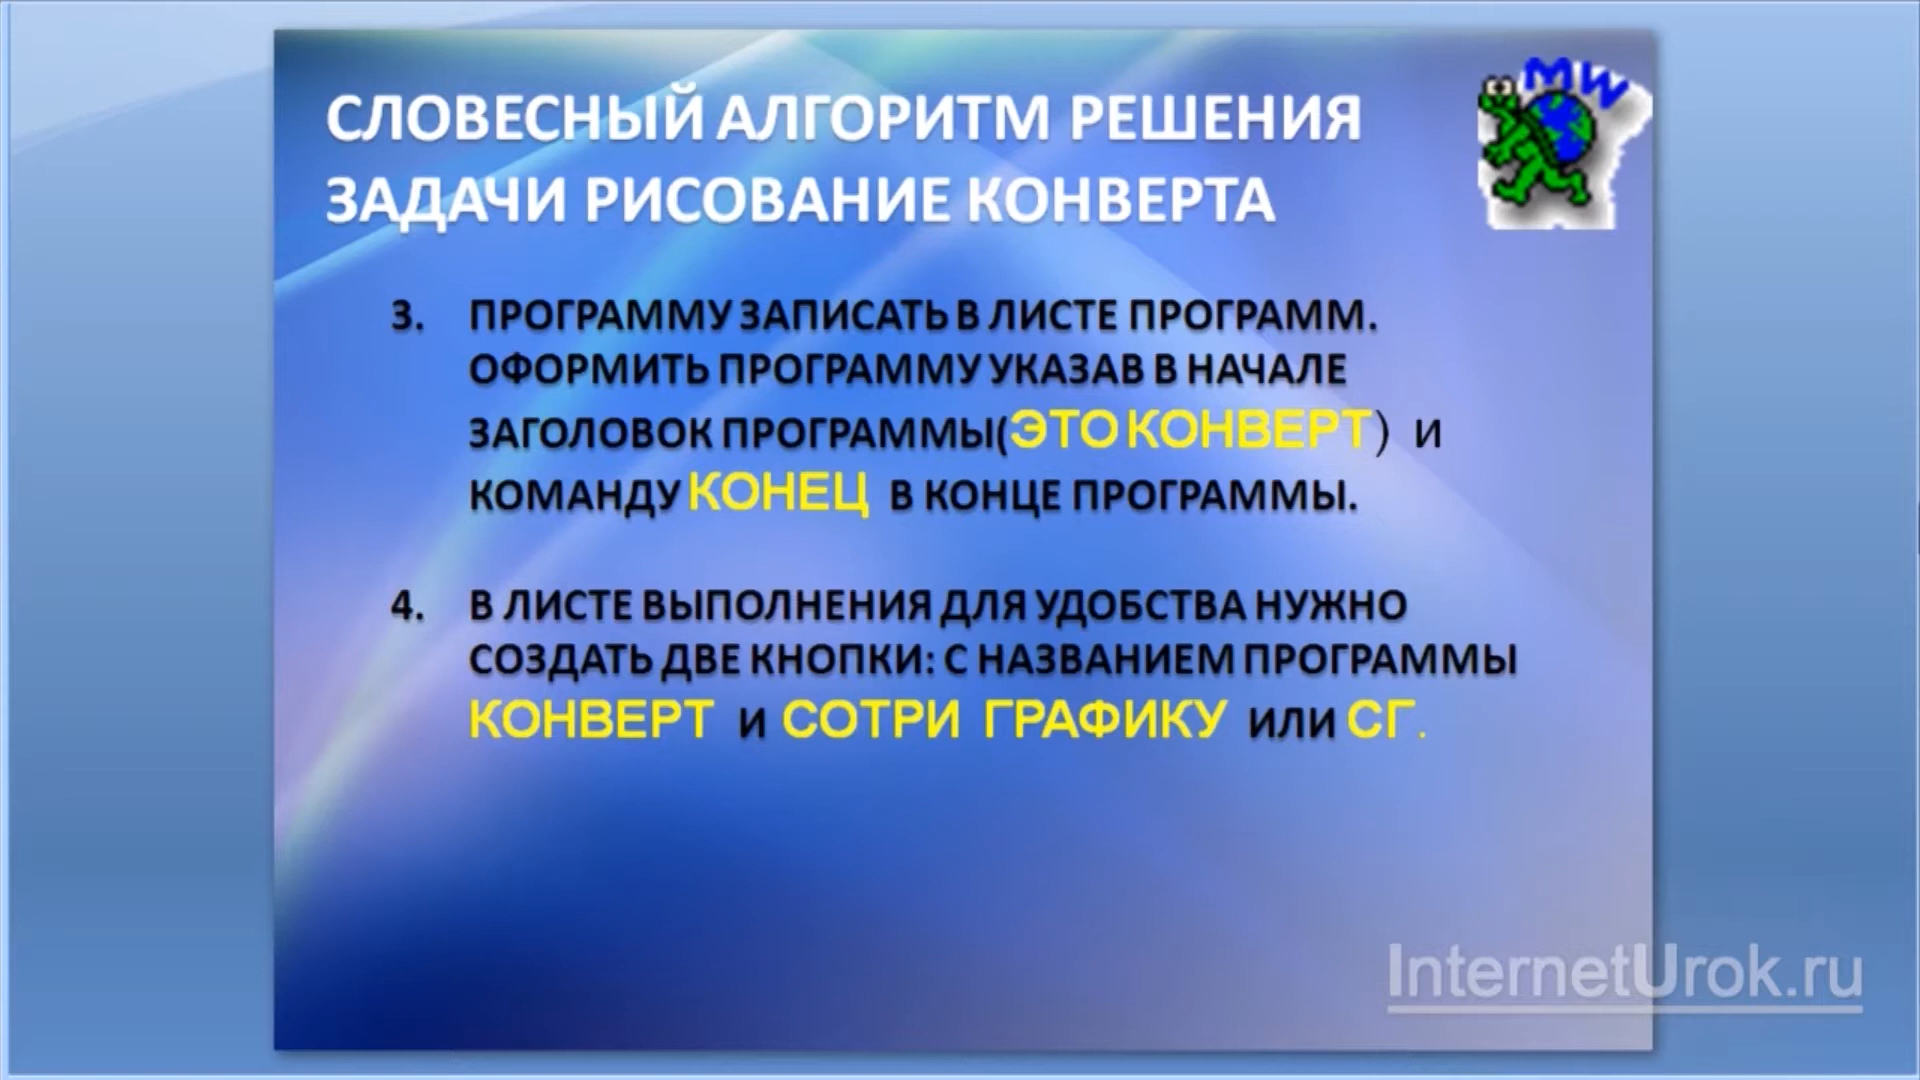 MW
СЛОВЕСНЫЙ АЛГОРИТМ РЕШЕНИЯ
ЗАДАЧИ РИСОВАНИЕ КОНВЕРТА
3. ПРОГРАММУ ЗАПИСАТЬ В ЛИСТЕ ПРОГРАММ.
ОФОРМИТЬ ПРОГРАММУ УКАЗАВ В НАЧАЛЕ
ЗАГОЛОВОК ПРОГРАММЫ(ЭТО КОНВЕРТ) и
КОМАНДУ КОНЕЦ В КОНЦЕ ПРОГРАММЫ.
4. В ЛИСТЕ ВЫПОЛНЕНИЯ ДЛЯ УДОБСТВА НУЖНО
СОЗДАТЬ ДВЕ КНОПКИ: С НАЗВАНИЕМ ПРОГРАММЫ
КОНВЕРТ и СОТРИ ГРАФИКУ или СГ.
InternetUrok.ru